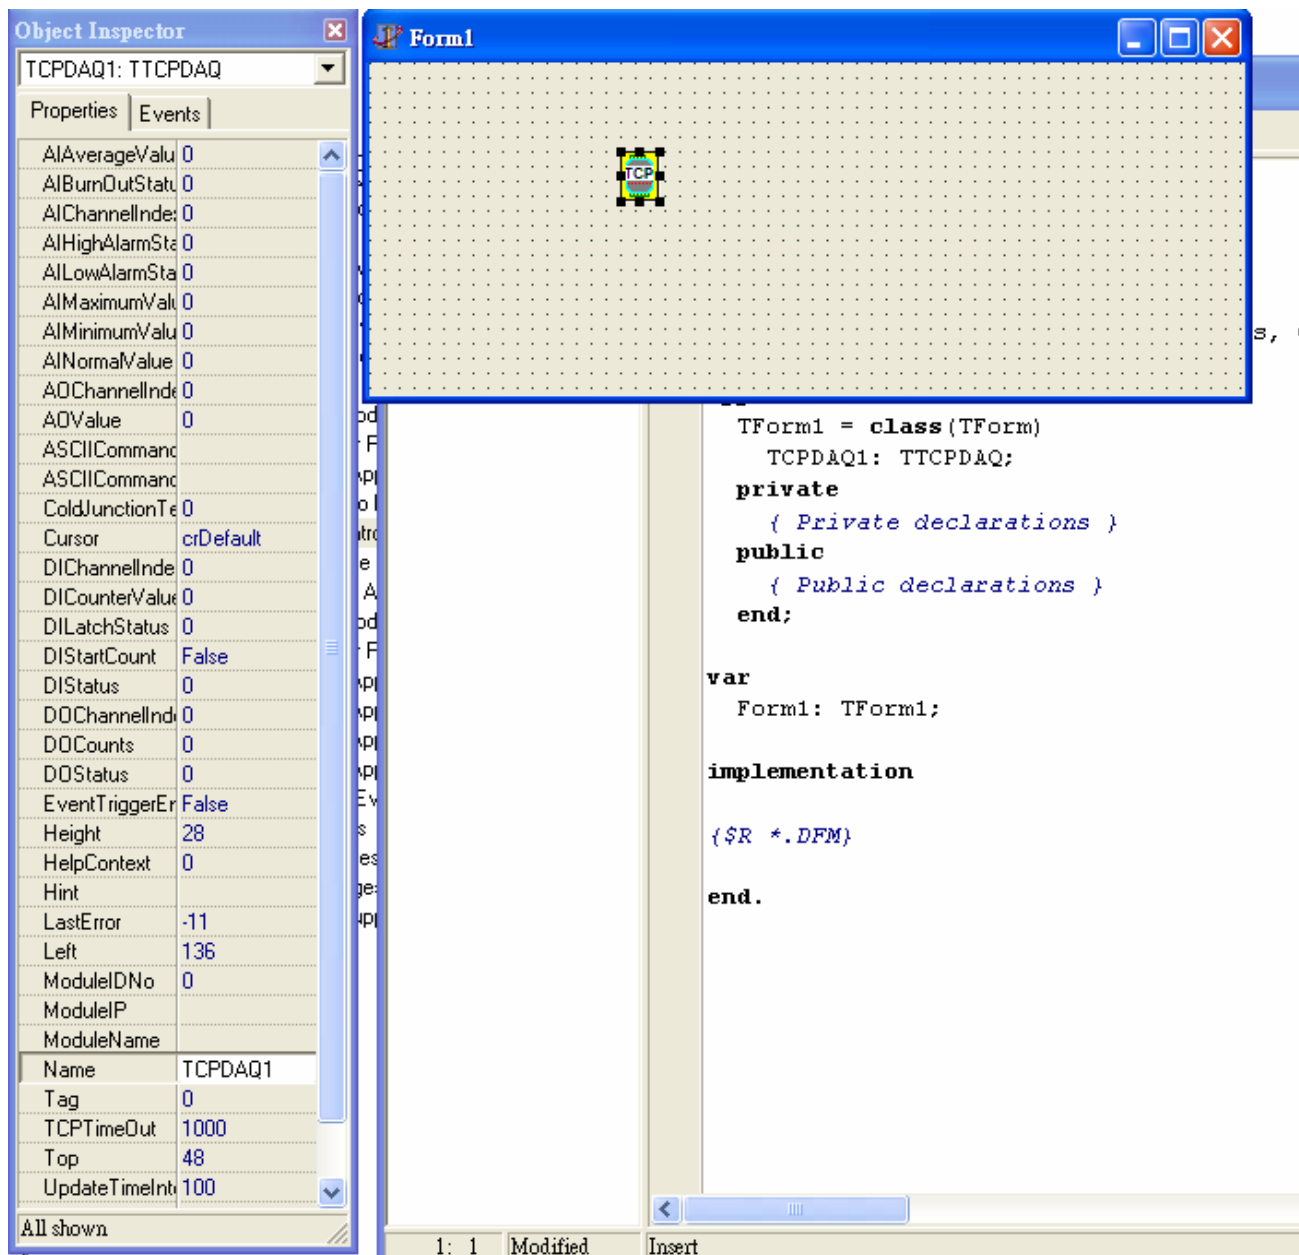 Object Inspector
TCPDAQ1: TTCPDAQ
Properties Events
AIAverageValu 0
AIBurnOutStatu 0
AIChannelInde: 0
AIHighAlarmSta 0
AILowAlarmSta 0
AIMaximumValu 0
AIMinimumValu 0
AINormalValue 0
AOChannelInde 0
AOValue 0
ASCIICommand
ASCIICommand
ColdJunctionTe 0
Cursor crDefault
DIChannelInde 0
DICounterValue 0
DILatchStatus 0
DIStartCount False
DIStatus 0
DOChannelInd 0
DOCounts 0
DOStatus 0
EventTriggerEr False
Height 28
HelpContext 0
Hint
LastError -11
Left 136
ModuleIDNo 0
ModuleIP
ModuleName
Name TCPDAQ1
Tag 0
TCPTimeOut 1000
Top 48
UpdateTimeInt 100
All shown
Form1
TCP
s,
TForm1 = class(TForm)
TCPDAQ1: TTCPDAQ;
private
{ Private declarations }
public
{ Public declarations }
end;
var
Form1: TForm1;
implementation
{$R *.DFM}
end.
1: 1 Modified Insert